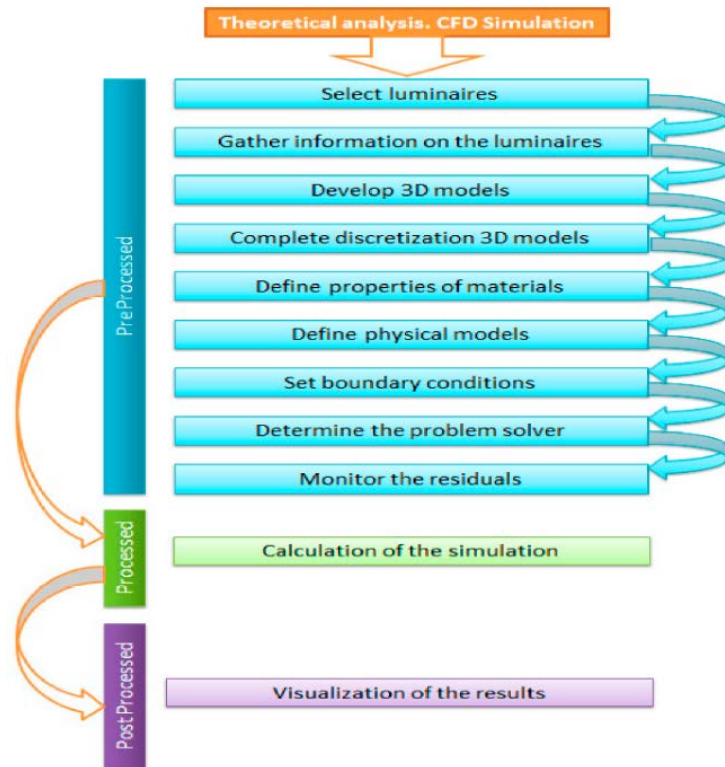 Theoretical analysis. CFD Simulation
PreProcessed
Select luminaires
Gather information on the luminaires
Develop 3D models
Complete discretization 3D models
Define properties of materials
Define physical models
Set boundary conditions
Determine the problem solver
Monitor the residuals
Processed
Calculation of the simulation
Post Processed
Visualization of the results